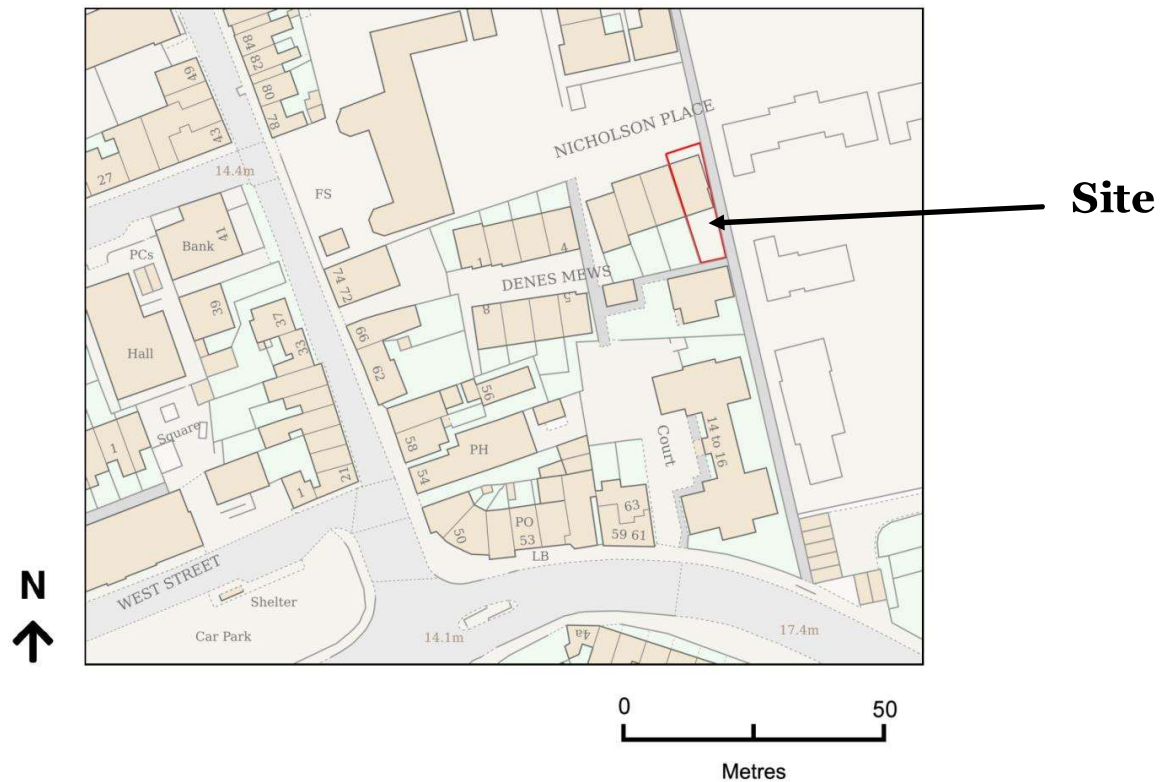 84
82
80
78
49
43
27
14.4m
NICHOLSON PLACE
FS
Bank
41
PCs
39
37
33
Hall
74 72
1
4
DENES MEWS
8
5
66
62
56
58
PH
54
Court
14 to 16
Square
1
1
21
50
PO
53
LB
63
59 61
WEST STREET
Shelter
Car Park
14.1m
4a
17.4m
Site
N
0
50
Metres